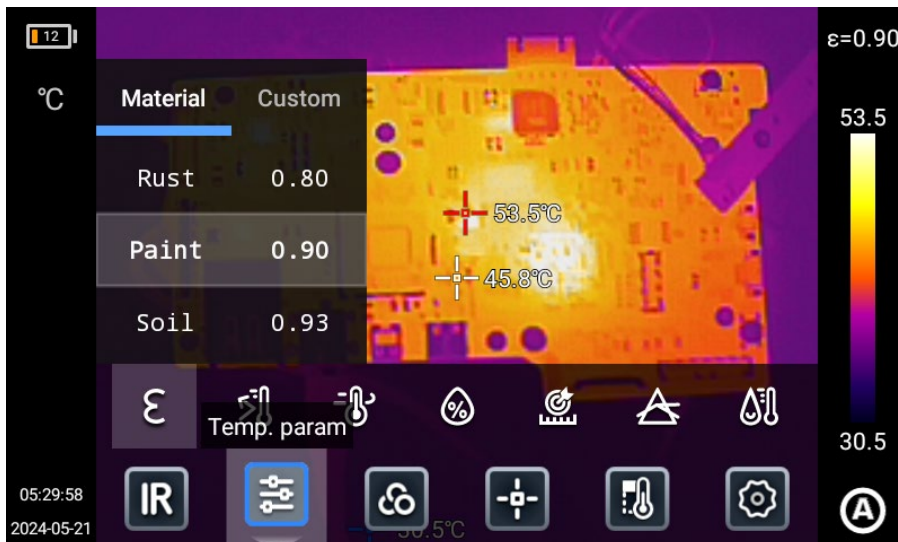 12
ε=0.90
℃
Material Custom
53.5
Rust 0.80
53.5℃
Paint 0.90
45.8℃
Soil 0.93
ε
%
Temp. param
30.5
IR
05:29:58
2024-05-21
30.5℃
A